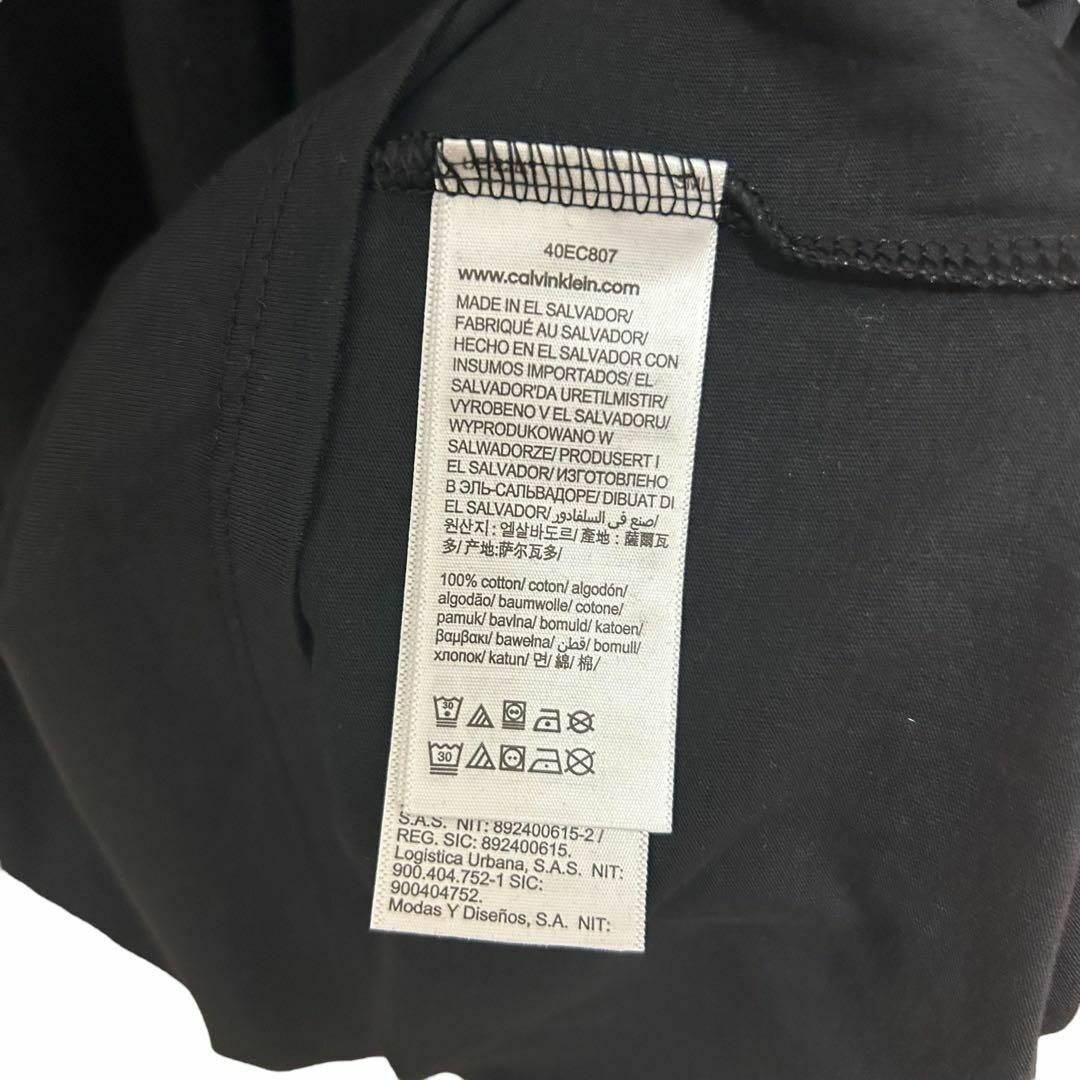 40EC807
www.calvinklein.com
MADE IN EL SALVADOR/
FABRIQUÉ AU SALVADOR/
HECHO EN EL SALVADOR CON
INSUMOS IMPORTADOS/ EL
SALVADOR'DA URETILMISTIR/
VYROBENO V EL SALVADORU/
WYPRODUKOWANO W
SALWADORZE/ PRODUSERT I
EL SALVADOR/ ИЗГОТОВЛЕНО
В ЭЛЬ-САЛЬВАДОРЕ/ DIBUAT DI
EL SALVADOR/ صنع في السلفادور/
원산지 : 엘살바도르/ 產地 : 薩爾瓦
多/ 产地:萨尔瓦多/
100% cotton/ coton/ algodón/
algodão/ baumwolle/ cotone/
pamuk/ bavlna/ bomuld/ katoen/
βαμβακι/ bawełna/ قطن/ bomull/
хлопок/ katun/ 면/ 綿/ 棉/
30
30
S.A.S. NIT: 892400615-2 /
REG. SIC: 892400615.
Logistica Urbana, S.A.S. NIT:
900.404.752-1 SIC:
900404752.
Modas Y Diseños, S.A. NIT: